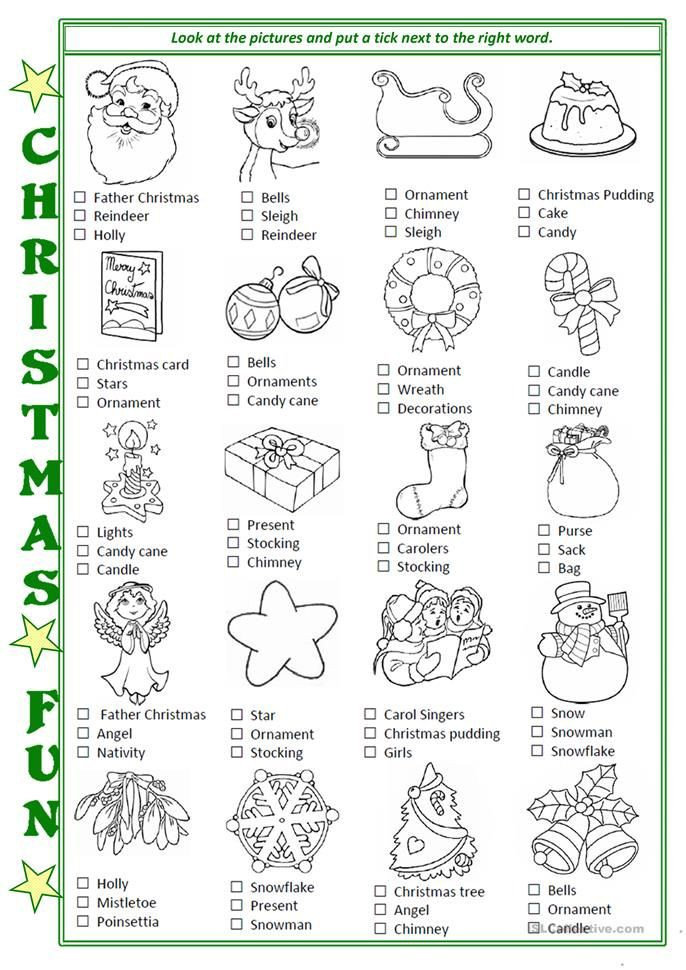 Look at the pictures and put a tick next to the right word.
CHRISTMAS FUN
Father Christmas
Reindeer
Holly
Bells
Sleigh
Reindeer
Ornament
Chimney
Sleigh
Christmas Pudding
Cake
Candy
Merry
Christmas
Christmas card
Stars
Ornament
Bells
Ornaments
Candy cane
Ornament
Wreath
Decorations
Candle
Candy cane
Chimney
Lights
Candy cane
Candle
Present
Stocking
Chimney
Ornament
Carolers
Stocking
Purse
Sack
Bag
Father Christmas
Angel
Nativity
Star
Ornament
Stocking
Carol Singers
Christmas pudding
Girls
Snow
Snowman
Snowflake
Holly
Mistletoe
Poinsettia
Snowflake
Present
Snowman
Christmas tree
Angel
Chimney
Bells
Ornament
Candle